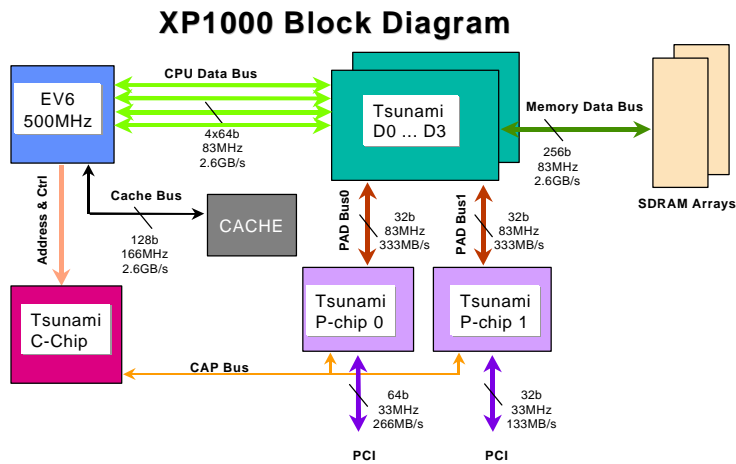 XP1000 Block Diagram
EV6
500MHz
CPU Data Bus
4x64b
83MHz
2.6GB/s
Tsunami
D0 ... D3
Memory Data Bus
256b
83MHz
2.6GB/s
SDRAM Arrays
Address & Ctrl
Cache Bus
128b
166MHz
2.6GB/s
CACHE
PAD Bus0
32b
83MHz
333MB/s
PAD Bus1
32b
83MHz
333MB/s
Tsunami
C-Chip
Tsunami
P-chip 0
Tsunami
P-chip 1
CAP Bus
64b
33MHz
266MB/s
PCI
32b
33MHz
133MB/s
PCI